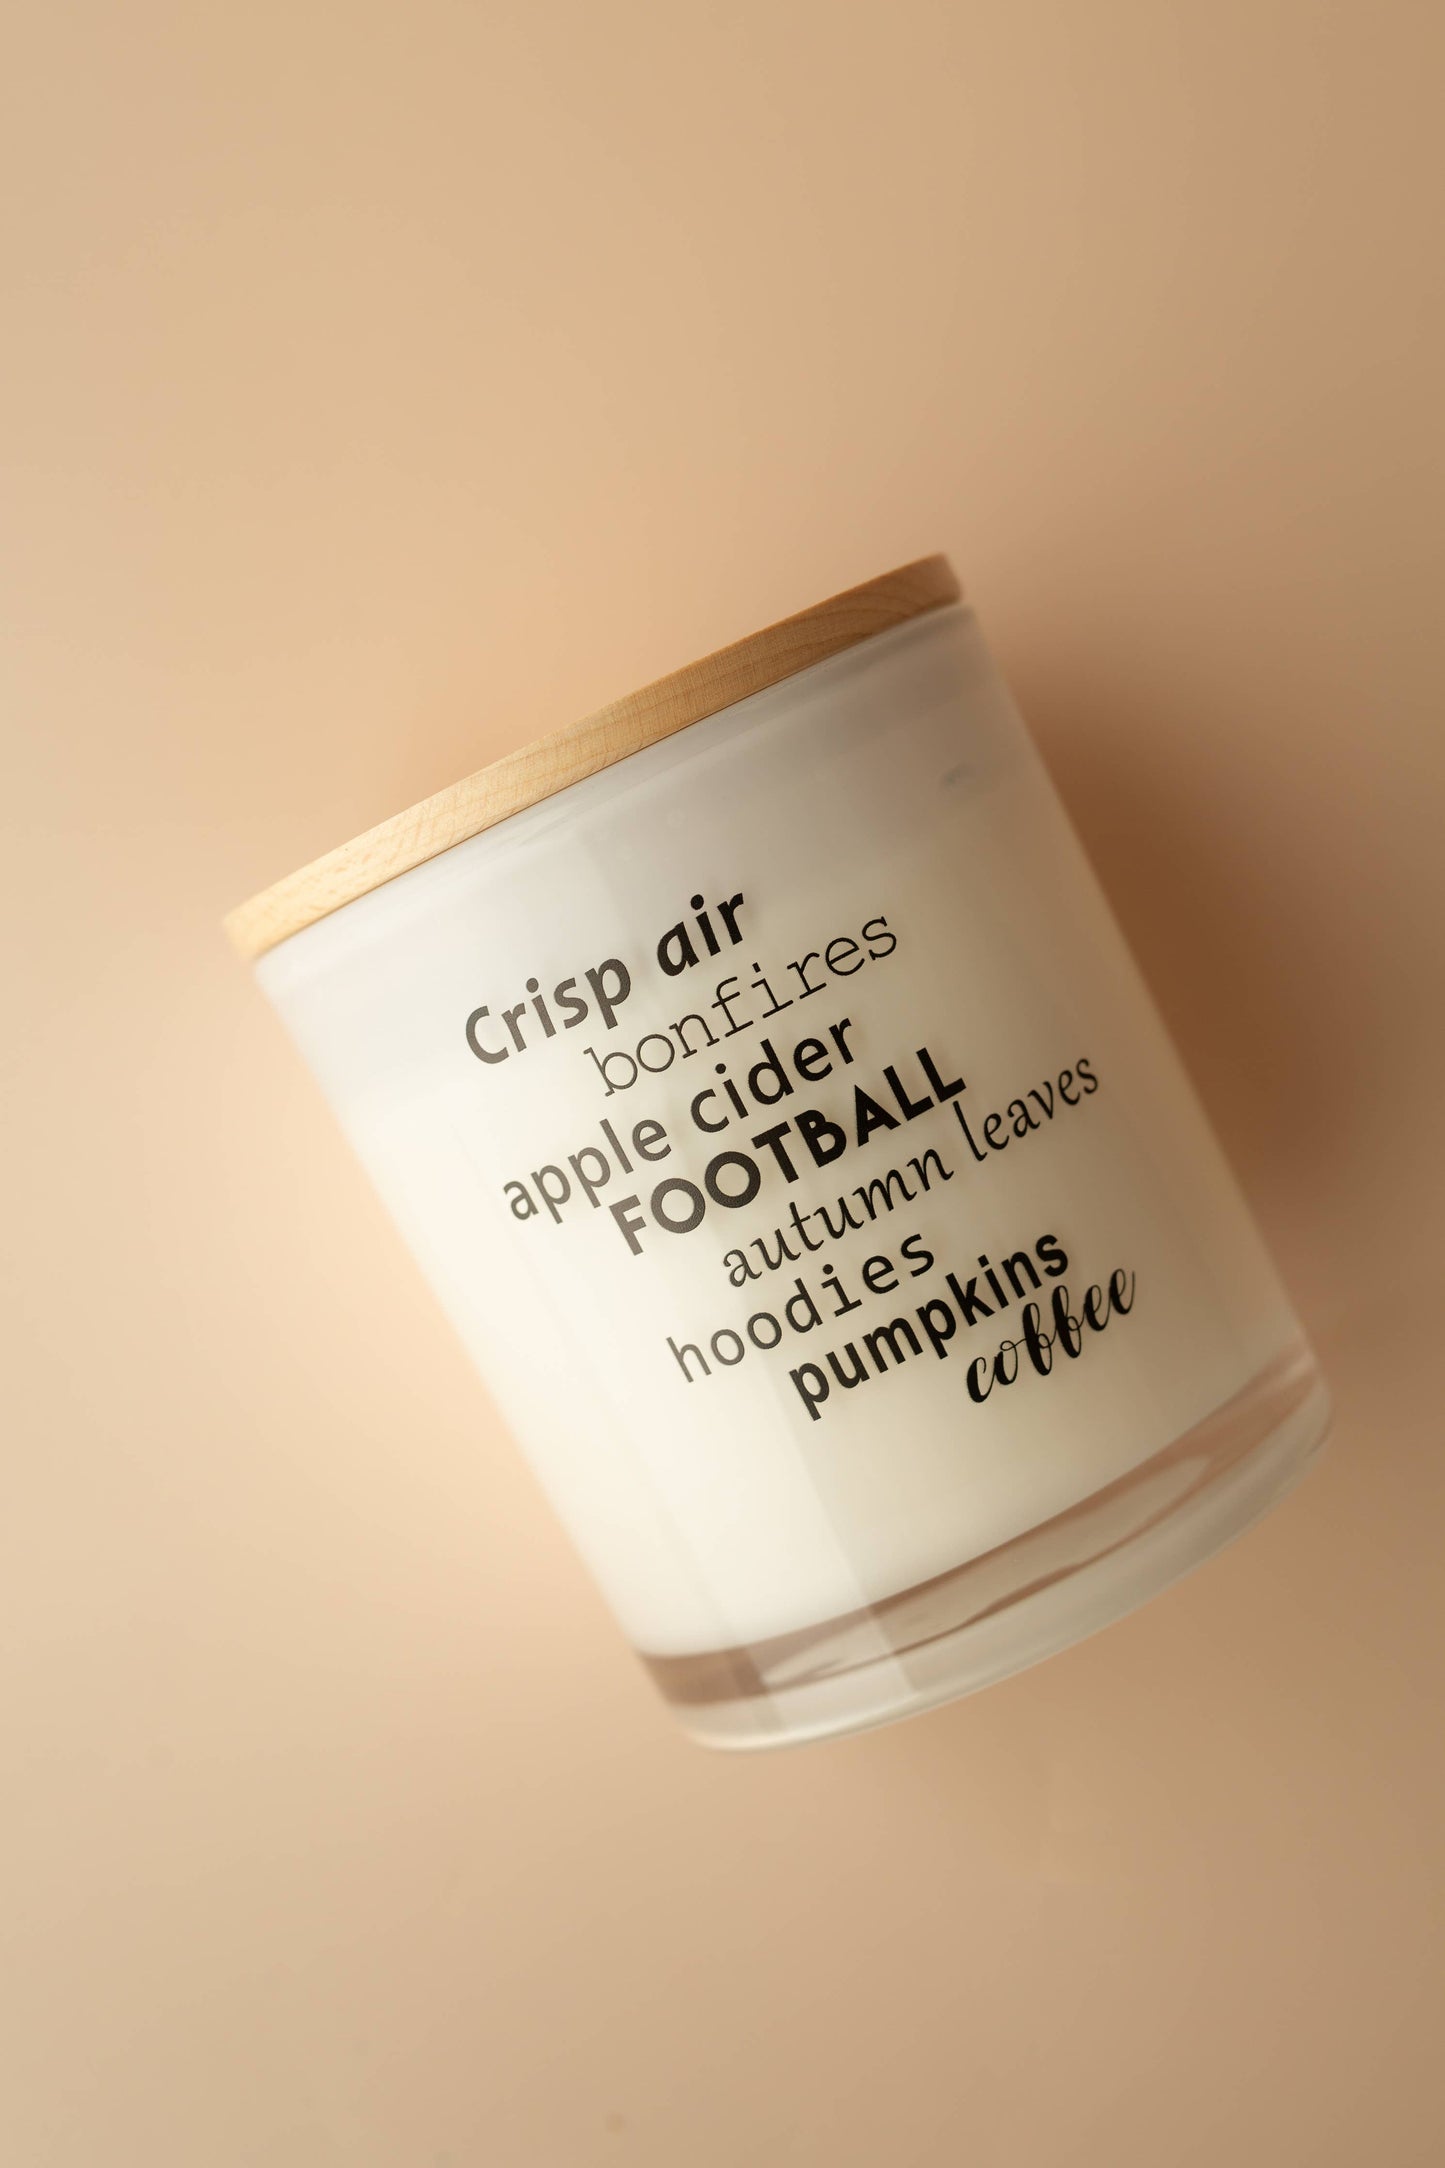 Crisp air
bonfires
apple cider
FOOTBALL
autumn leaves
hoodies
pumpkins
coffee